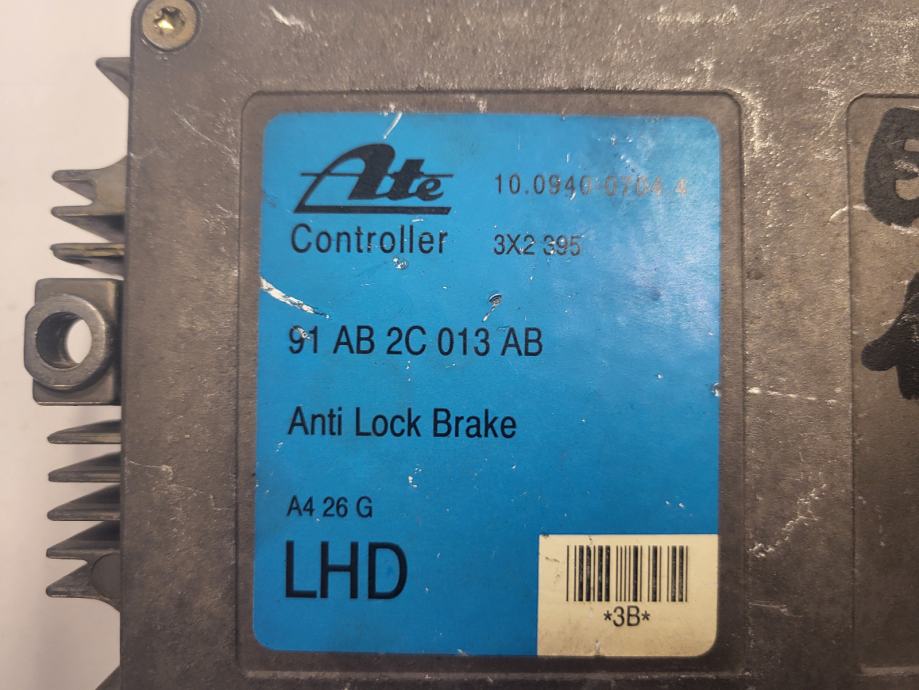 Ate 10.0940-0704.4
Controller 3X2 395
91 AB 2C 013 AB
Anti Lock Brake
A4 26 G
LHD
*3B*